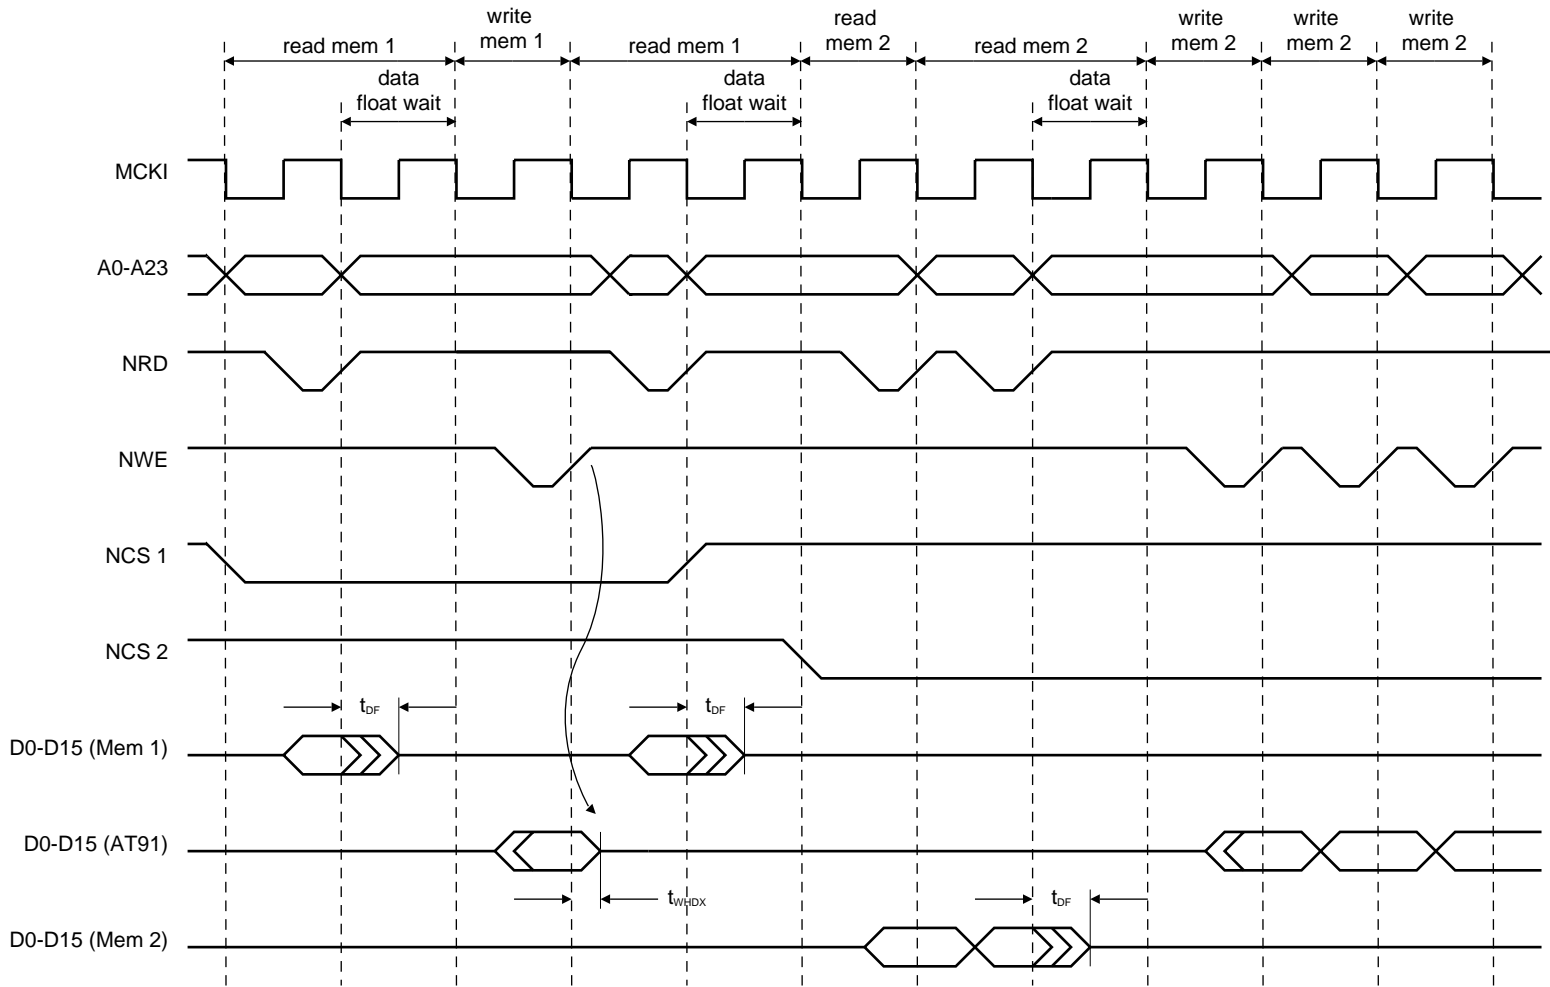 read mem 1
write
mem 1
read mem 1
read
mem 2
read mem 2
write
mem 2
write
mem 2
write
mem 2
data
float wait
data
float wait
data
float wait
MCKI
A0-A23
NRD
NWE
NCS 1
NCS 2
tDF
tDF
D0-D15 (Mem 1)
D0-D15 (AT91)
tWHDX
tDF
D0-D15 (Mem 2)